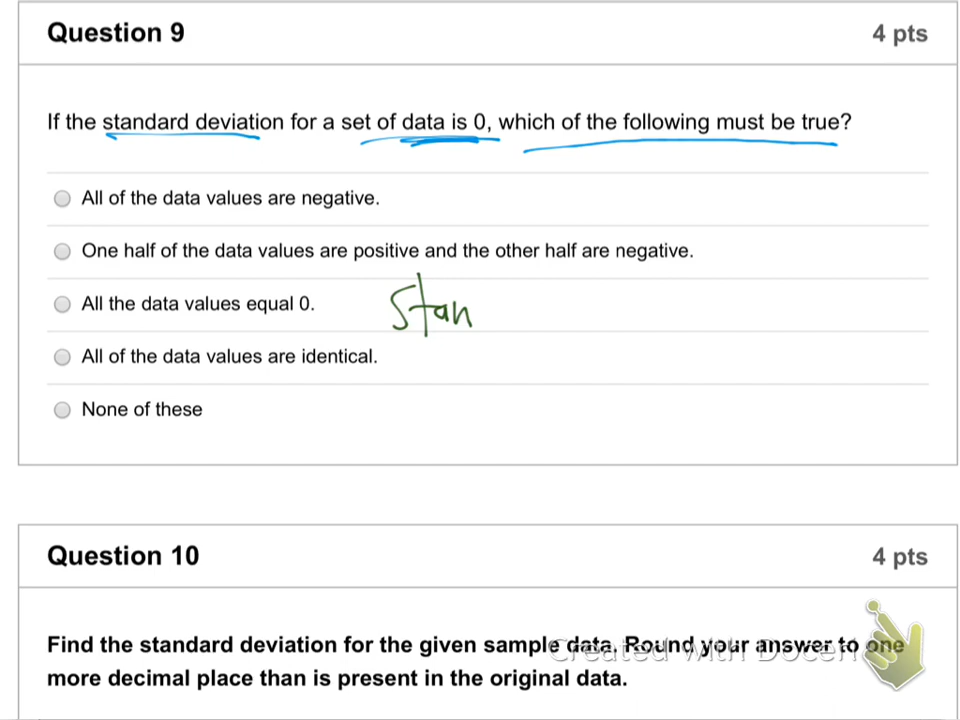 Question 9
4 pts
If the standard deviation for a set of data is 0, which of the following must be true?
All of the data values are negative.
One half of the data values are positive and the other half are negative.
All the data values equal 0.
Stan
All of the data values are identical.
None of these
Question 10
4 pts
Find the standard deviation for the given sample data. Round your answer to one
more decimal place than is present in the original data.
Created with Docer